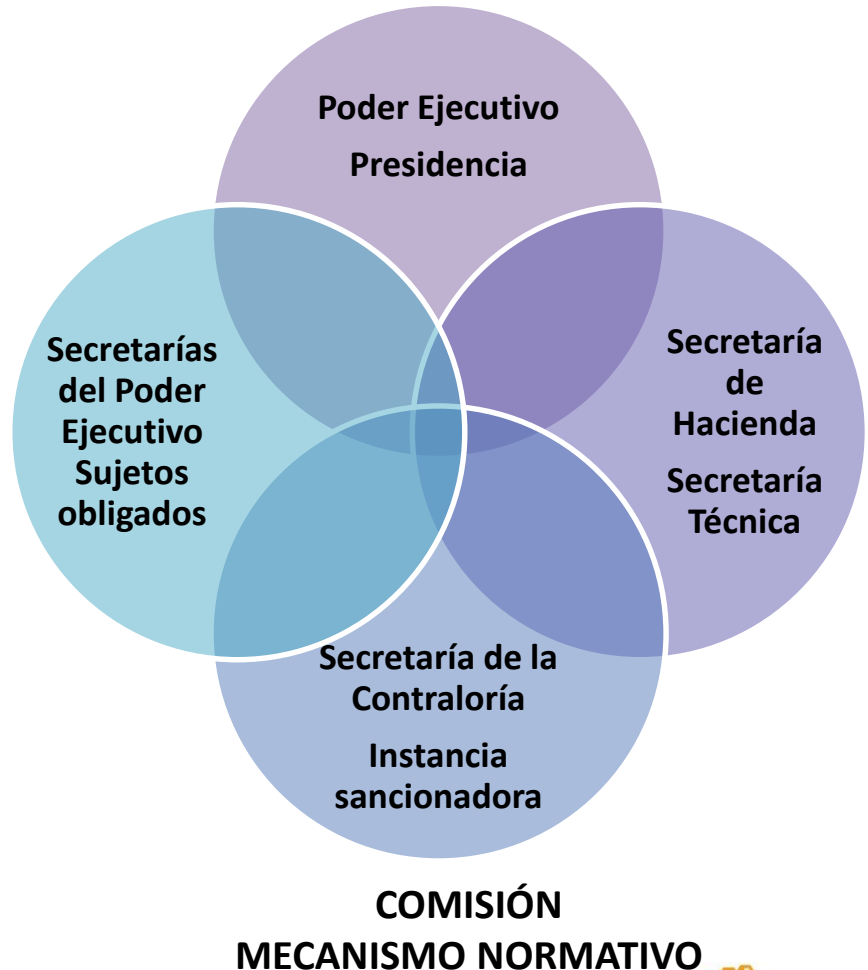 Poder Ejecutivo
Presidencia
Secretarías
del Poder
Ejecutivo
Sujetos
obligados
Secretaría
de
Hacienda
Secretaría
Técnica
Secretaría de la
Contraloría
Instancia
sancionadora
COMISIÓN
MECANISMO NORMATIVO